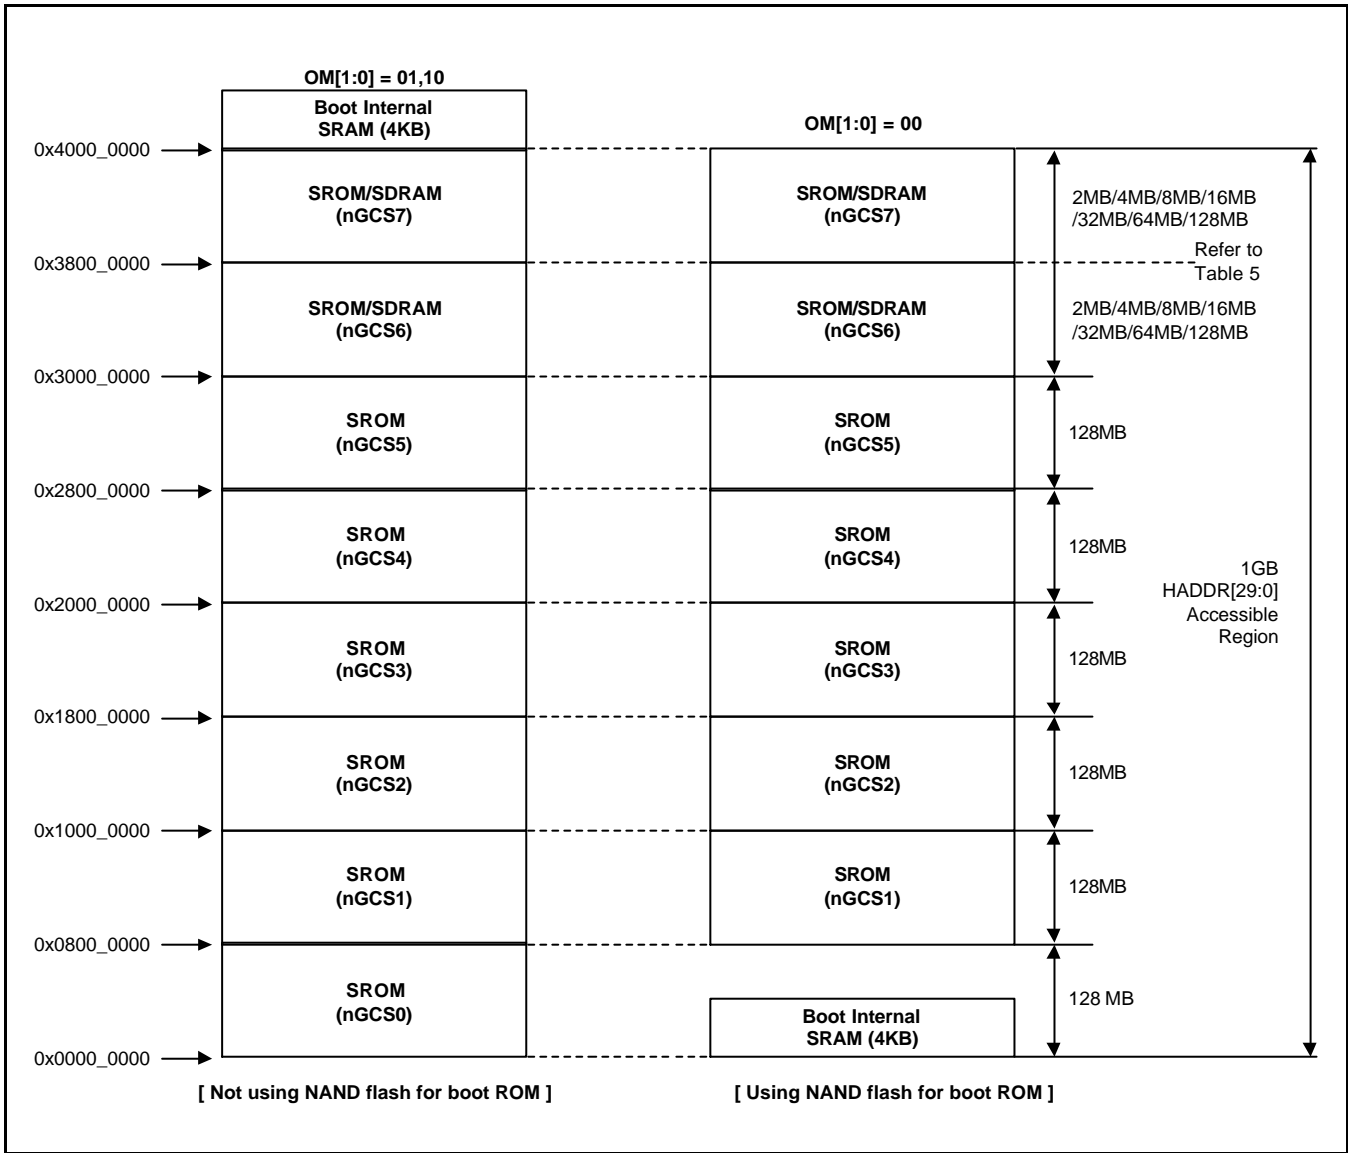 OM[1:0] = 01,10
Boot Internal
SRAM (4KB)
OM[1:0] = 00
0x4000_0000
SROM/SDRAM
(nGCS7)
SROM/SDRAM
(nGCS7)
2MB/4MB/8MB/16MB
/32MB/64MB/128MB
0x3800_0000
Refer to
Table 5
SROM/SDRAM
(nGCS6)
SROM/SDRAM
(nGCS6)
2MB/4MB/8MB/16MB
/32MB/64MB/128MB
0x3000_0000
SROM
(nGCS5)
SROM
(nGCS5)
128MB
0x2800_0000
SROM
(nGCS4)
SROM
(nGCS4)
128MB
1GB
HADDR[29:0]
Accessible
Region
0x2000_0000
SROM
(nGCS3)
SROM
(nGCS3)
128MB
0x1800_0000
SROM
(nGCS2)
SROM
(nGCS2)
128MB
0x1000_0000
SROM
(nGCS1)
SROM
(nGCS1)
128MB
0x0800_0000
SROM
(nGCS0)
Boot Internal
SRAM (4KB)
128 MB
0x0000_0000
[ Not using NAND flash for boot ROM ]
[ Using NAND flash for boot ROM ]